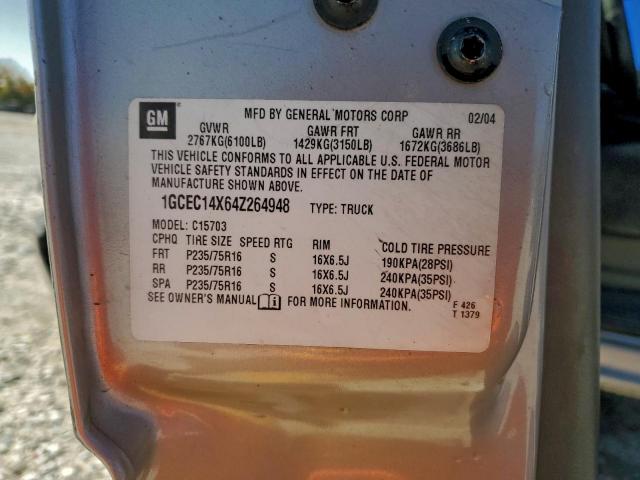 GM MFD BY GENERAL MOTORS CORP 02/04
GVWR GAWR FRT GAWR RR
2767KG(6100LB) 1429KG(3150LB) 1672KG(3686LB)
THIS VEHICLE CONFORMS TO ALL APPLICABLE U.S. FEDERAL MOTOR
VEHICLE SAFETY STANDARDS IN EFFECT ON THE DATE OF
MANUFACTURE SHOWN ABOVE.
1GCEC14X64Z264948 TYPE: TRUCK
MODEL: C15703
CPHQ TIRE SIZE SPEED RTG RIM COLD TIRE PRESSURE
FRT P235/75R16 S 16X6.5J 190KPA(28PSI)
RR P235/75R16 S 16X6.5J 240KPA(35PSI)
SPA P235/75R16 S 16X6.5J 240KPA(35PSI)
SEE OWNER'S MANUAL FOR MORE INFORMATION. F 426
T 1379